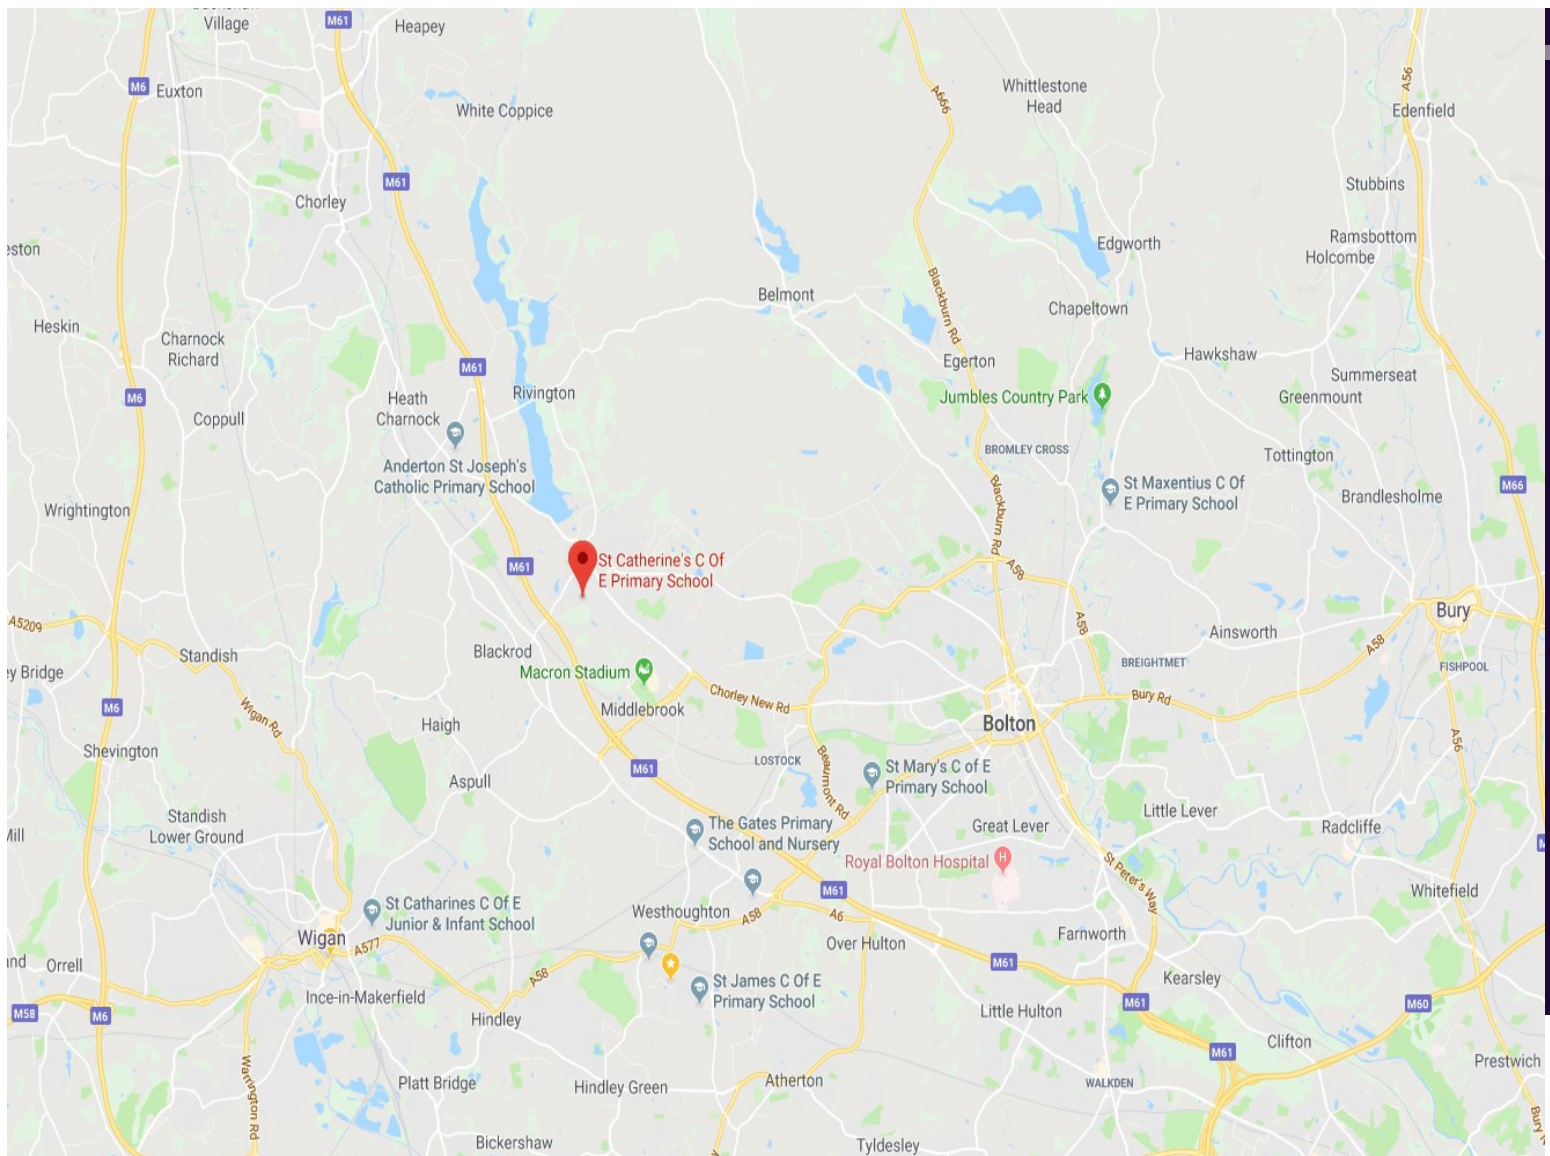 Village
M61
Heapey
M6
Euxton
White Coppice
Whittlestone
Head
A666
A56
Edenfield
M61
Chorley
Stubbins
Edgworth
Ramsbottom
Holcombe
Belmont
Blackburn Rd
Chapeltown
Heskin
Charnock
Richard
M61
Egerton
Hawkshaw
Summerseat
M6
Heath
Charnock
Rivington
Jumbles Country Park
Greenmount
Coppull
BROMLEY CROSS
Tottington
Anderton St Joseph's
Catholic Primary School
Blackburn Rd
St Maxentius C Of
E Primary School
M66
Brandlesholme
Wrightington
M61
St Catherine's C Of
E Primary School
A58
A5209
Bury
A58
Ainsworth
A58
Standish
Blackrod
ey Bridge
Macron Stadium
BREIGHTMET
FISHPOOL
M6
Wigan Rd
Middlebrook
Chorley New Rd
Bury Rd
Haigh
Bolton
Shevington
A56
Aspull
M61
LOSTOCK
Beaumont Rd
St Mary's C of E
Primary School
Standish
Lower Ground
The Gates Primary
School and Nursery
Great Lever
Little Lever
Radcliffe
Mill
Royal Bolton Hospital
H
St Peter's Way
M61
Whitefield
St Catharines C Of E
Junior & Infant School
Westhoughton
A58
A6
Wigan
A577
Over Hulton
Farnworth
Orrell
A58
M61
Kearsley
Ince-in-Makerfield
St James C Of E
Primary School
M58
M6
Hindley
Little Hulton
M61
M60
Clifton
M61
Prestwich
Warrington Rd
Platt Bridge
Hindley Green
Atherton
WALKDEN
Bickershaw
Tyldesley
Bury